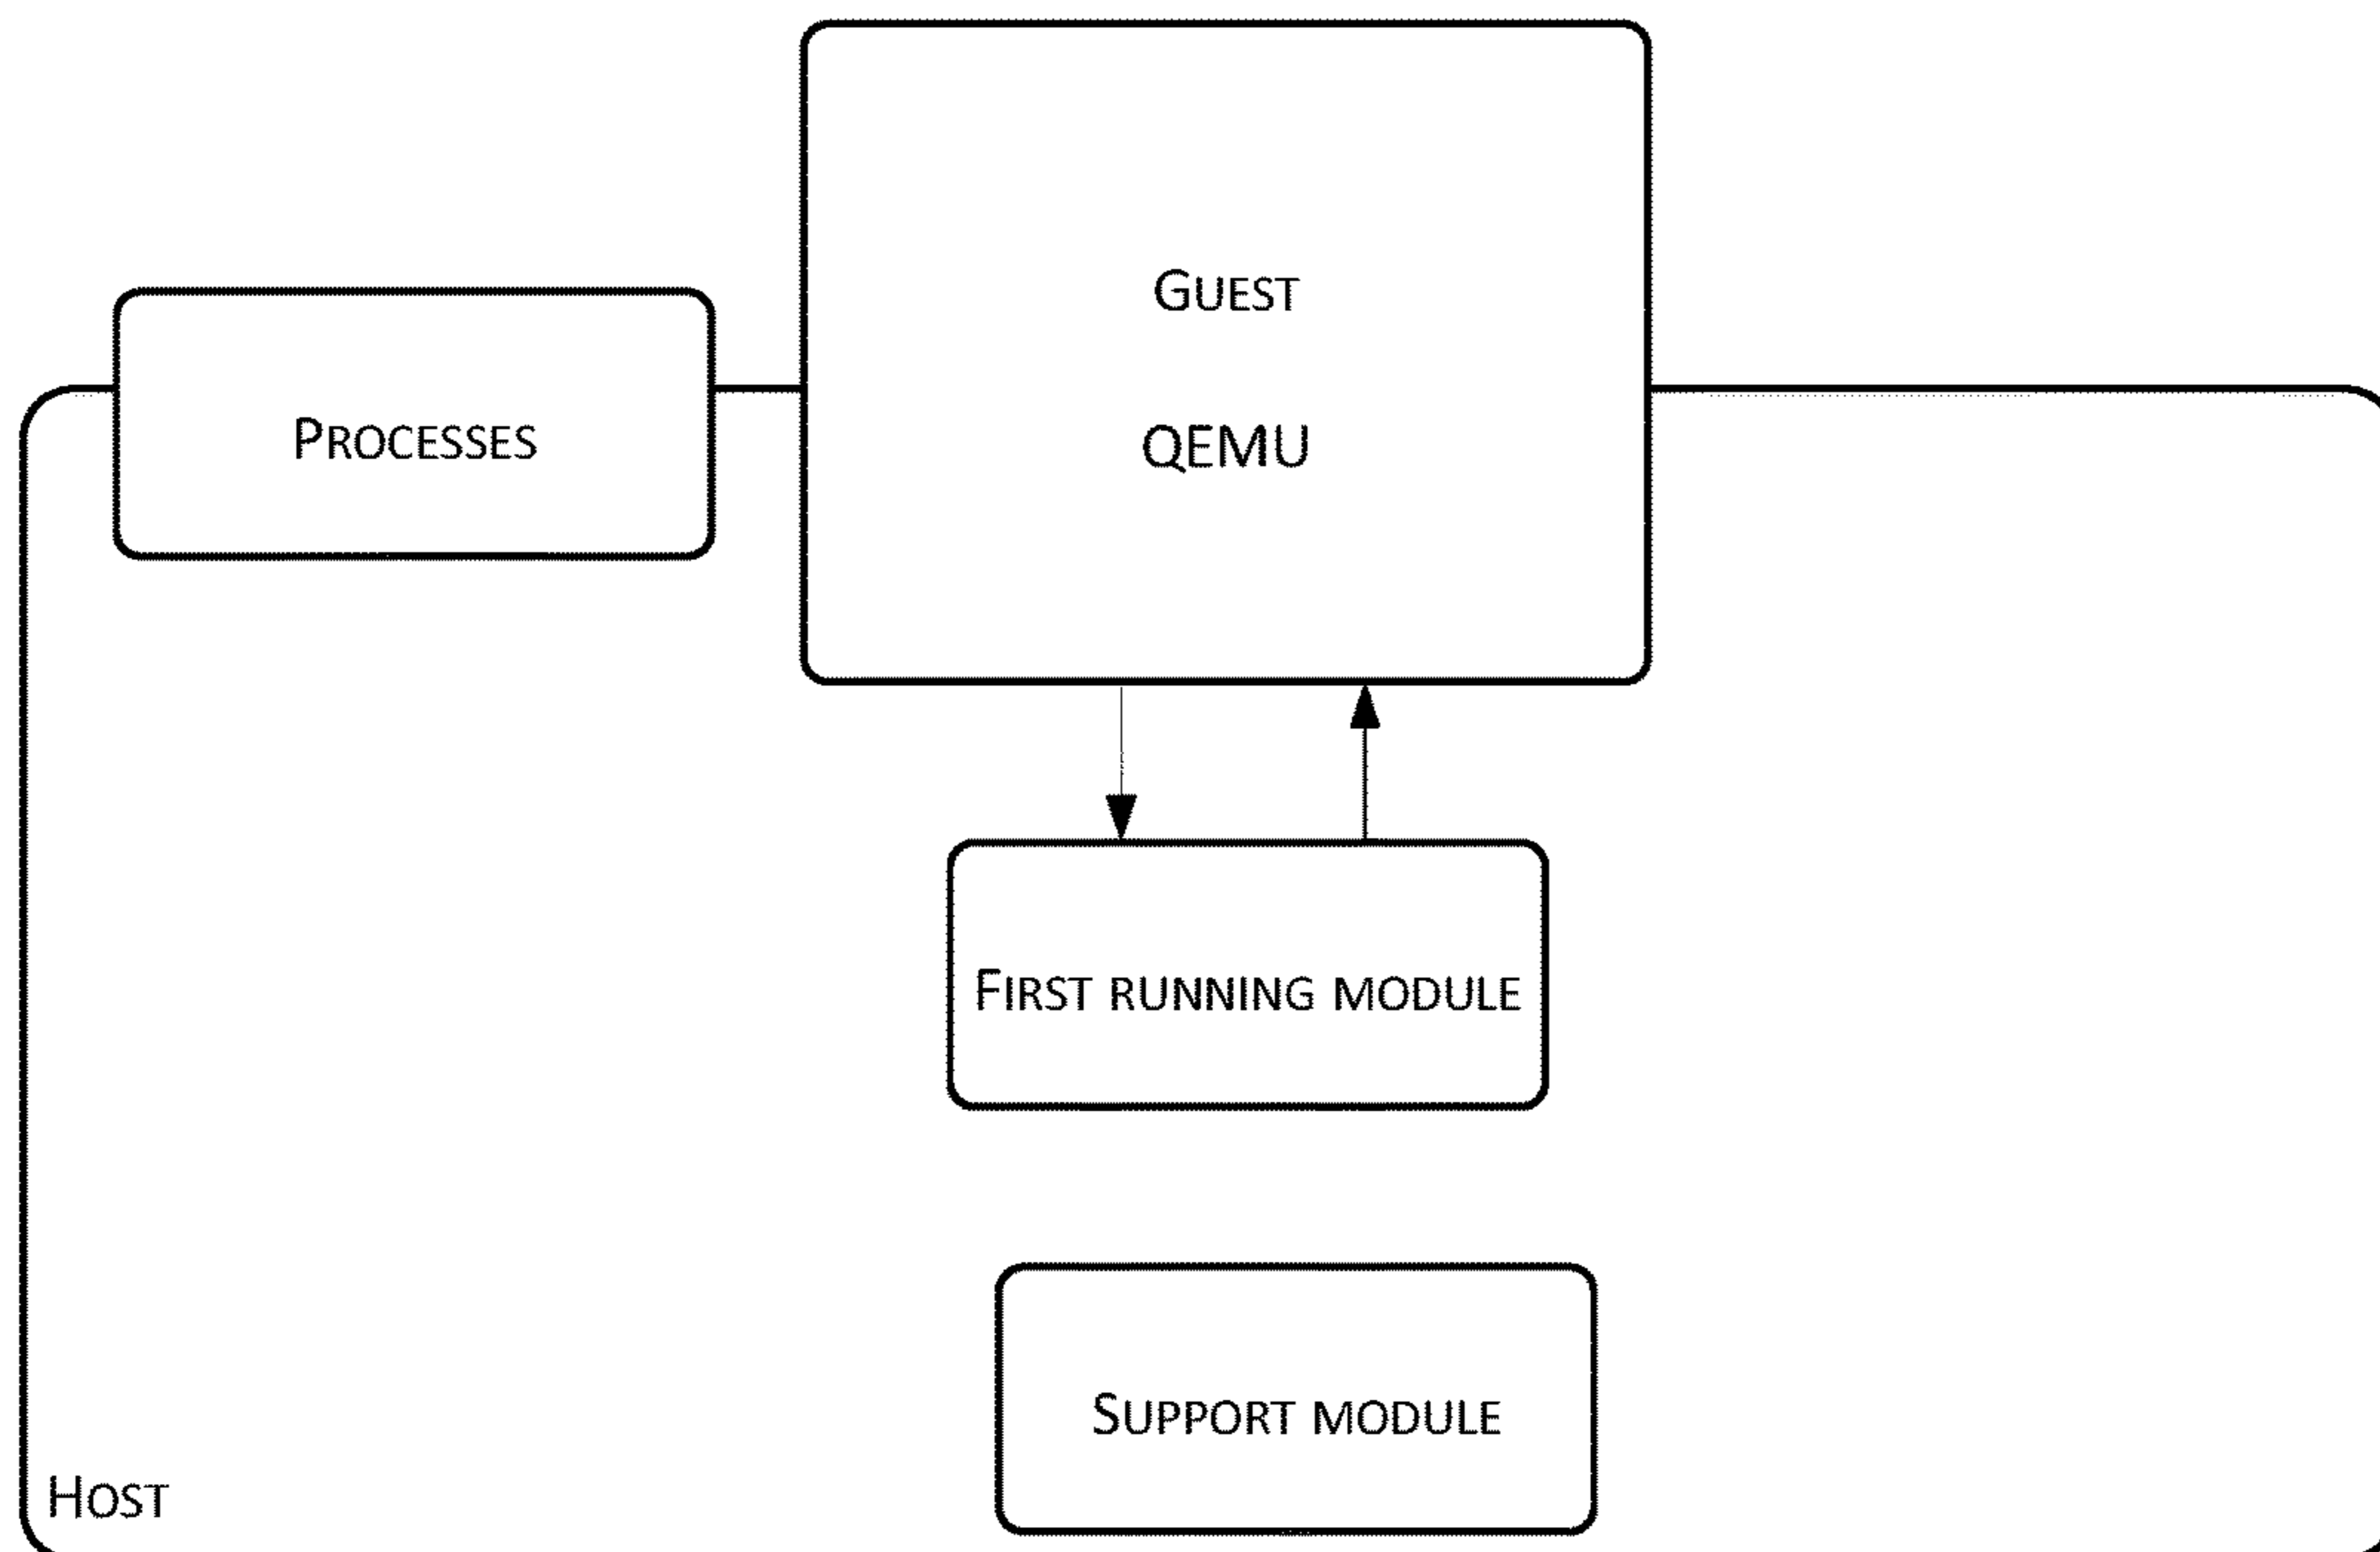 GUEST
PROCESSES
QEMU
FIRST RUNNING MODULE
SUPPORT MODULE
HOST